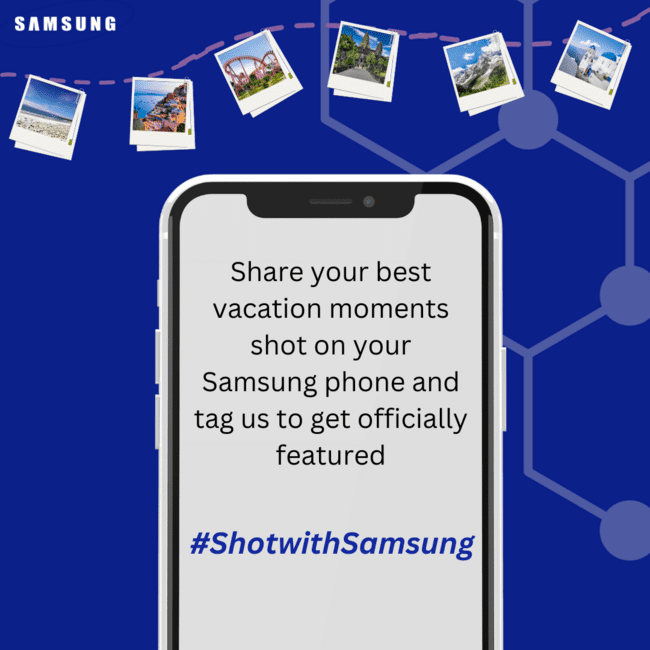 SAMSUNG
Share your best
vacation moments
shot on your
Samsung phone and
tag us to get officially
featured
#ShotwithSamsung